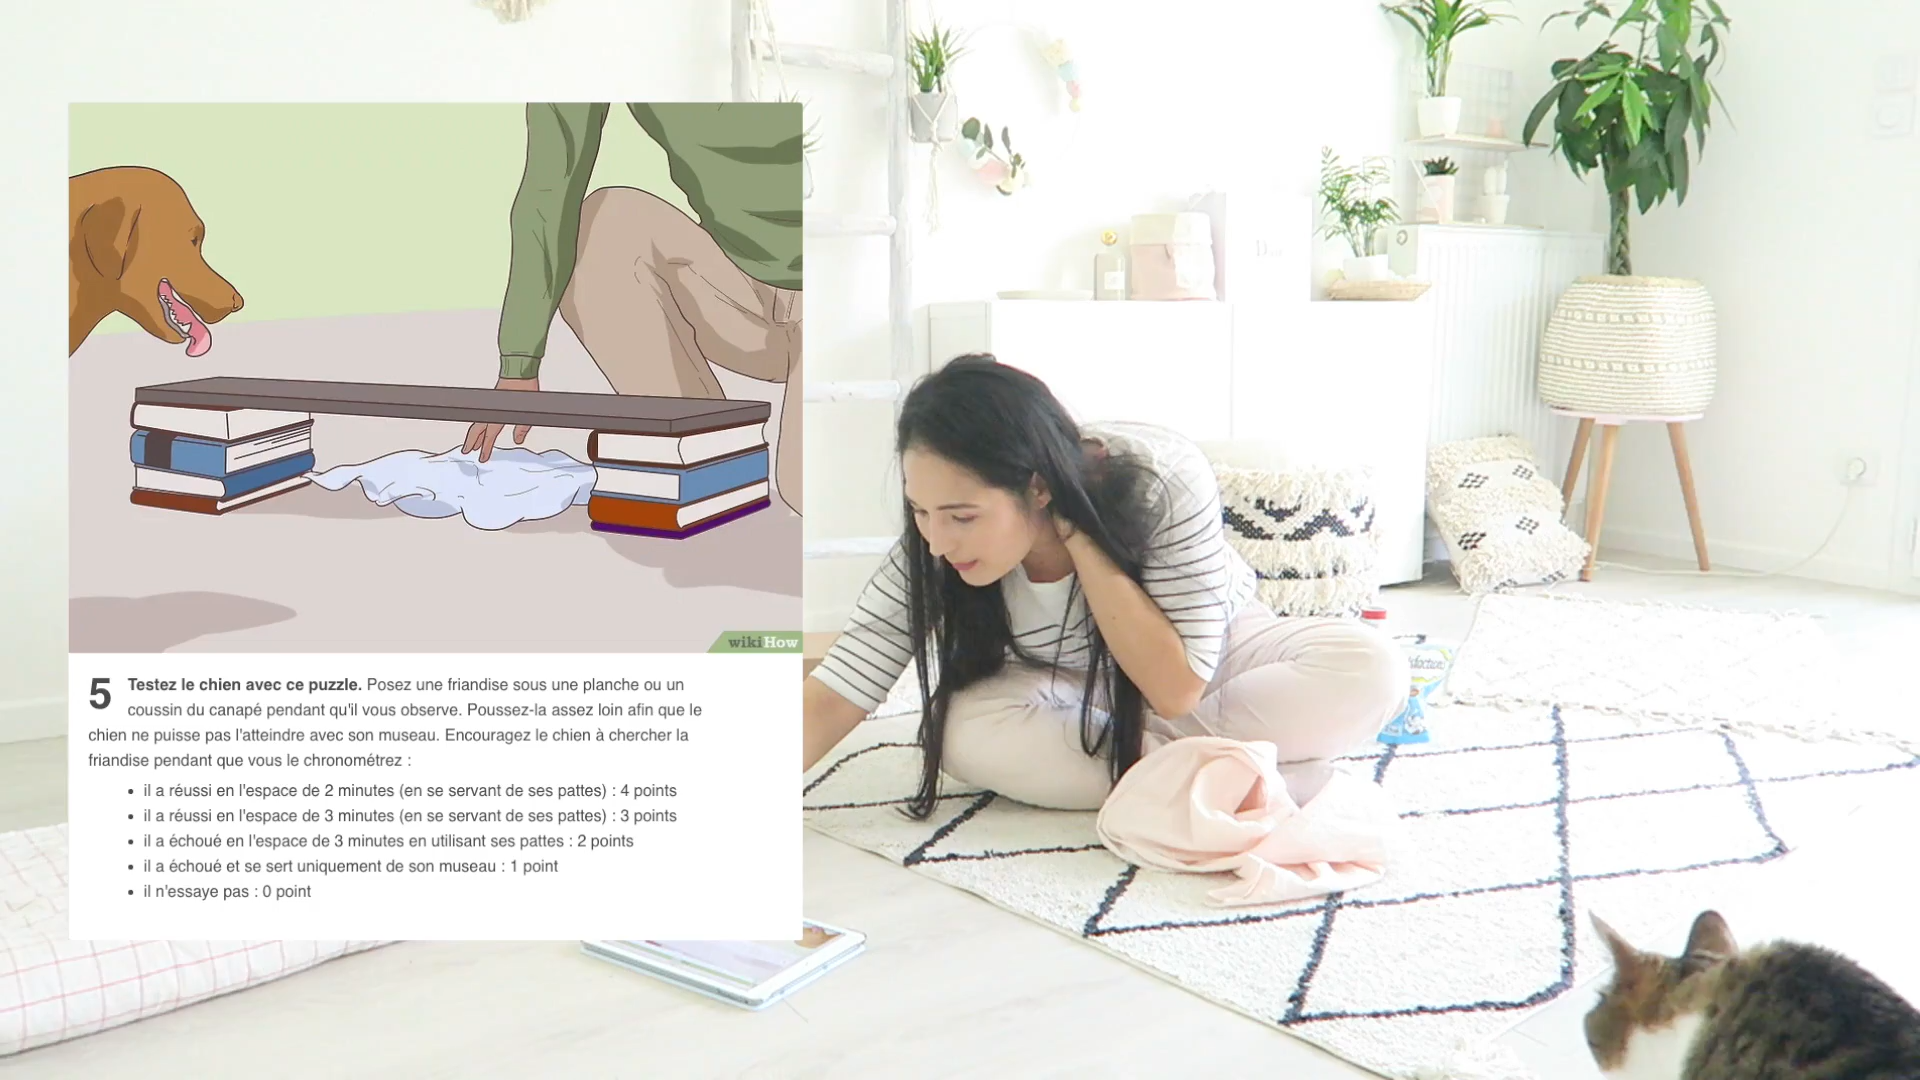 wikiHow
5 Testez le chien avec ce puzzle. Posez une friandise sous une planche ou un
coussin du canapé pendant qu'il vous observe. Poussez-la assez loin afin que le
chien ne puisse pas l'atteindre avec son museau. Encouragez le chien à chercher la
friandise pendant que vous le chronométrez :
• il a réussi en l'espace de 2 minutes (en se servant de ses pattes) : 4 points
• il a réussi en l'espace de 3 minutes (en se servant de ses pattes) : 3 points
• il a échoué en l'espace de 3 minutes en utilisant ses pattes : 2 points
• il a échoué et se sert uniquement de son museau : 1 point
• il n'essaye pas : 0 point